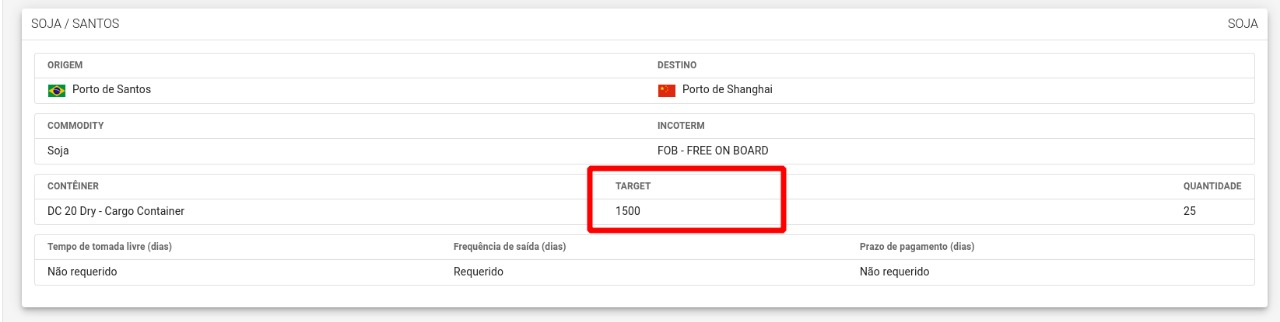 SOJA / SANTOS SOJA
ORIGEM DESTINO
Porto de Santos Porto de Shanghai
COMMODITY INCOTERM
Soja FOB - FREE ON BOARD
CONTÊINER TARGET QUANTIDADE
DC 20 Dry - Cargo Container 1500 25
Tempo de tomada livre (dias) Frequência de saída (dias) Prazo de pagamento (dias)
Não requerido Requerido Não requerido